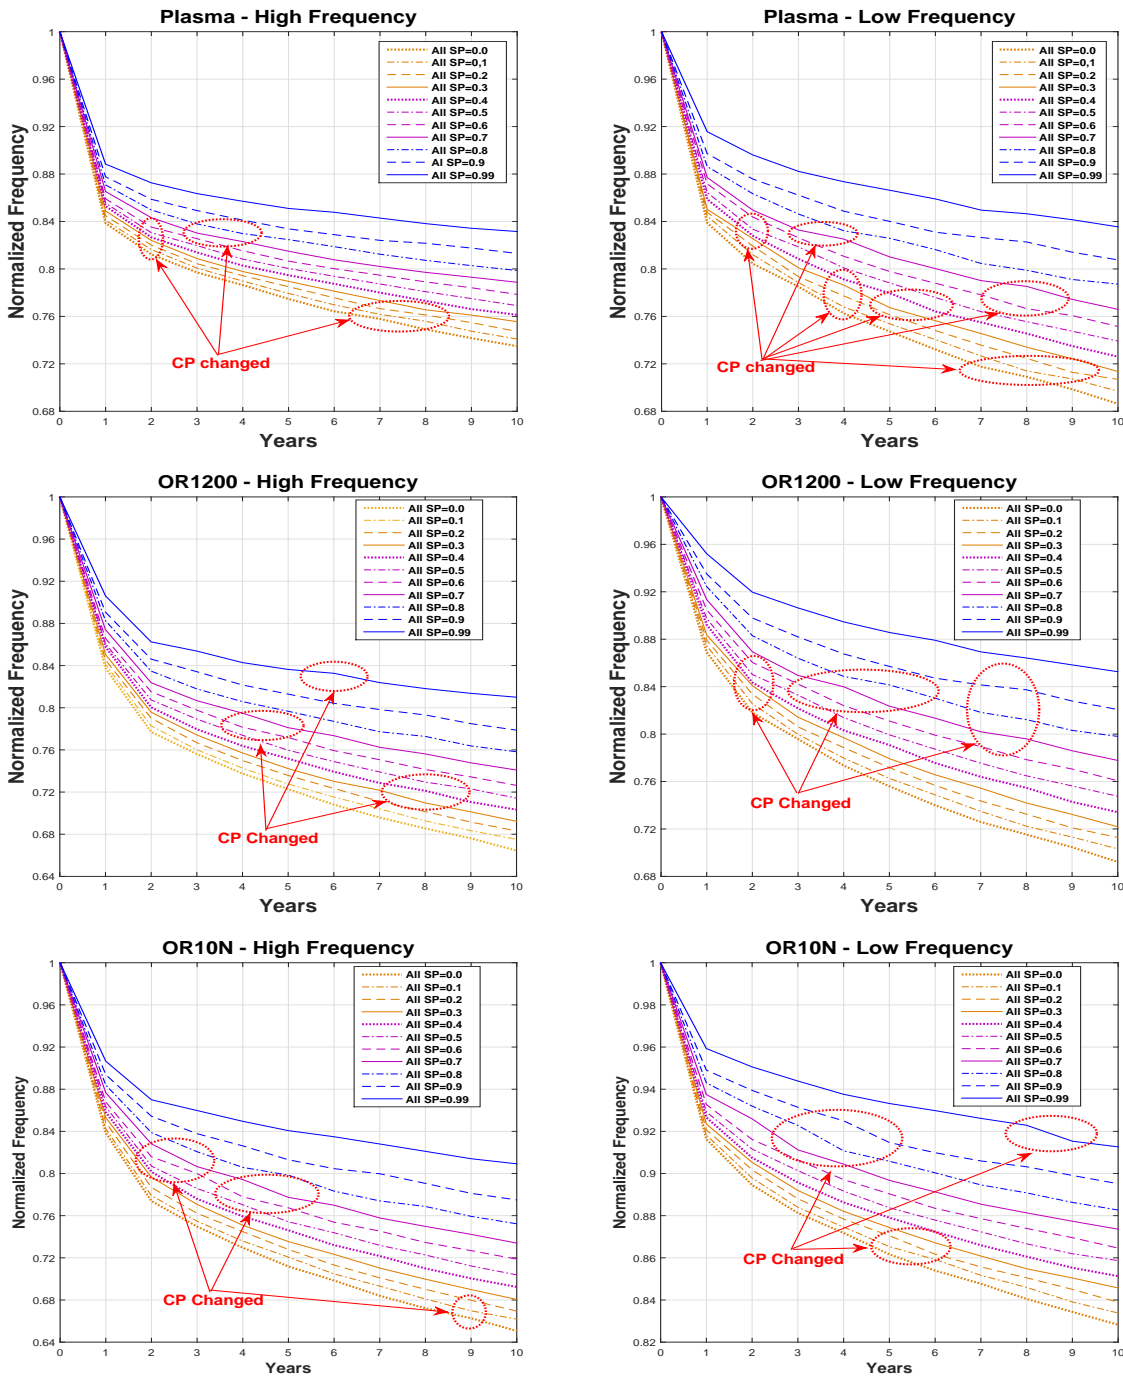 Plasma - High Frequency
1
0.96
0.92
0.88
0.84
0.8
0.76
0.72
0.68
Normalized Frequency
All SP=0.0
All SP=0,1
All SP=0.2
All SP=0.3
All SP=0.4
All SP=0.5
All SP=0.6
All SP=0.7
All SP=0.8
Al SP=0.9
All SP=0.99
CP changed
0 1 2 3 4 5 6 7 8 9 10
Years
Plasma - Low Frequency
1
0.96
0.92
0.88
0.84
0.8
0.76
0.72
0.68
Normalized Frequency
All SP=0.0
All SP=0,1
All SP=0.2
All SP=0.3
All SP=0.4
All SP=0.5
All SP=0.6
All SP=0.7
All SP=0.8
All SP=0.9
All SP=0.99
CP changed
0 1 2 3 4 5 6 7 8 9 10
Years
OR1200 - High Frequency
1
0.96
0.92
0.88
0.84
0.8
0.76
0.72
0.68
0.64
Normalized Frequency
All SP=0.0
All SP=0.1
All SP=0.2
All SP=0.3
All SP=0.4
All SP=0.5
All SP=0.6
All SP=0.7
All SP=0.8
All SP=0.9
All SP=0.99
CP Changed
0 1 2 3 4 5 6 7 8 9 10
Years
OR1200 - Low Frequency
1
0.96
0.92
0.88
0.84
0.8
0.76
0.72
0.68
Normalized Frequency
All SP=0.0
All SP=0.1
All SP=0.2
All SP=0.3
All SP=0.4
All SP=0.5
All SP=0.6
All SP=0.7
All SP=0.8
All SP=0.9
All SP=0.99
CP Changed
0 1 2 3 4 5 6 7 8 9 10
Years
OR10N - High Frequency
1
0.96
0.92
0.88
0.84
0.8
0.76
0.72
0.68
0.64
Normalized Frequency
All SP=0.0
All SP=0.1
All SP=0.2
All SP=0.3
All SP=0.4
All SP=0.5
All SP=0.6
All SP=0.7
All SP=0.8
All SP=0.9
All SP=0.99
CP Changed
0 1 2 3 4 5 6 7 8 9 10
Years
OR10N - Low Frequency
1
0.98
0.96
0.94
0.92
0.9
0.88
0.86
0.84
0.82
Normalized Frequency
All SP=0.0
All SP=0.1
All SP=0.2
All SP=0.3
All SP=0.4
All SP=0.5
All SP=0.6
All SP=0.7
All SP=0.8
All SP=0.9
All SP=0.99
CP Changed
0 1 2 3 4 5 6 7 8 9 10
Years